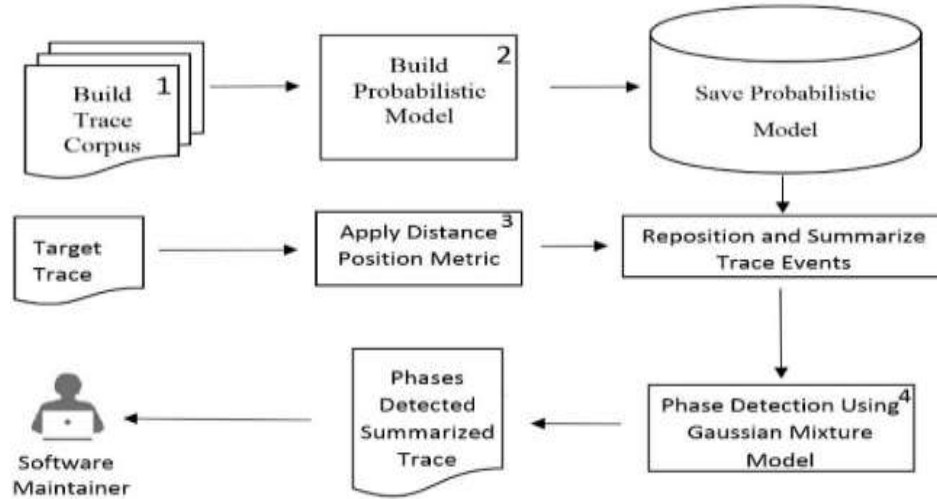 1
Build
Trace
Corpus
2
Build
Probabilistic
Model
Save Probabilistic
Model
Target
Trace
3
Apply Distance
Position Metric
Reposition and Summarize
Trace Events
Software
Maintainer
Phases
Detected
Summarized
Trace
4
Phase Detection Using
Gaussian Mixture
Model